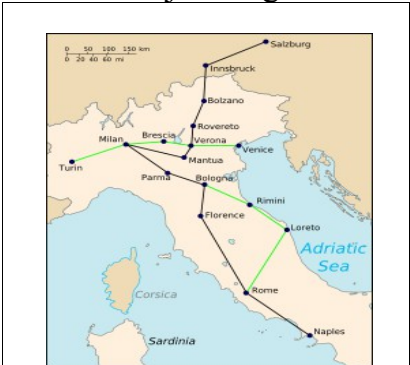 Salzburg
0 50 100 150 km
0 20 40 60 mi
Innsbruck
Bolzano
Rovereto
Brescia
Verona
Milan
Venice
Mantua
Turin
Parma
Bologna
Rimini
Florence
Loreto
Adriatic
Sea
Rome
Corsica
Naples
Sardinia